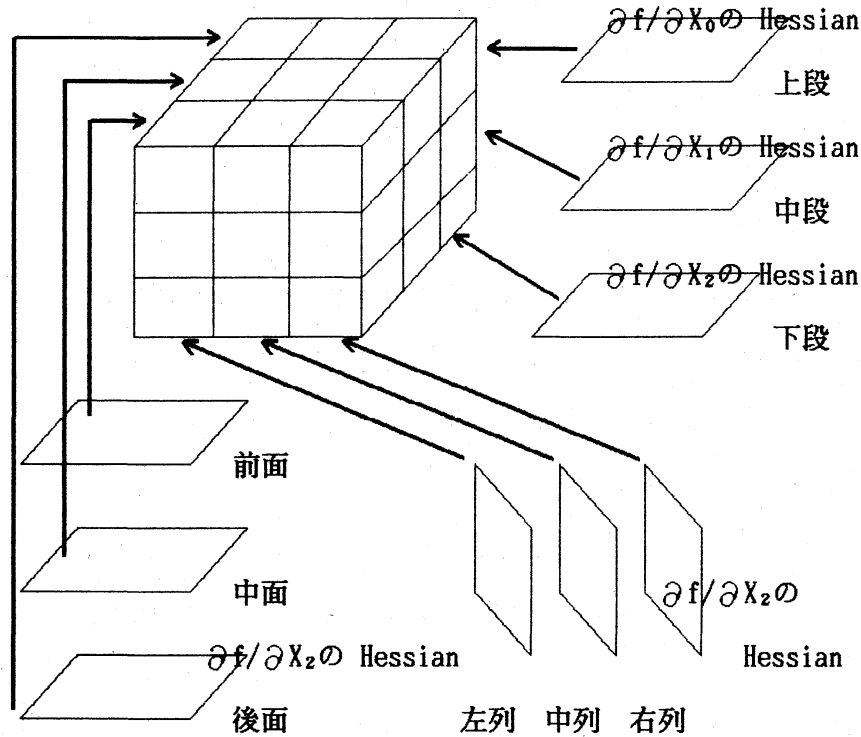 ∂f/∂X₀の Hessian
上段
∂f/∂X₁の Hessian
中段
∂f/∂X₂の Hessian
下段
前面
中面
∂f/∂X₂の Hessian
後面
∂f/∂X₂の
Hessian
左列 中列 右列